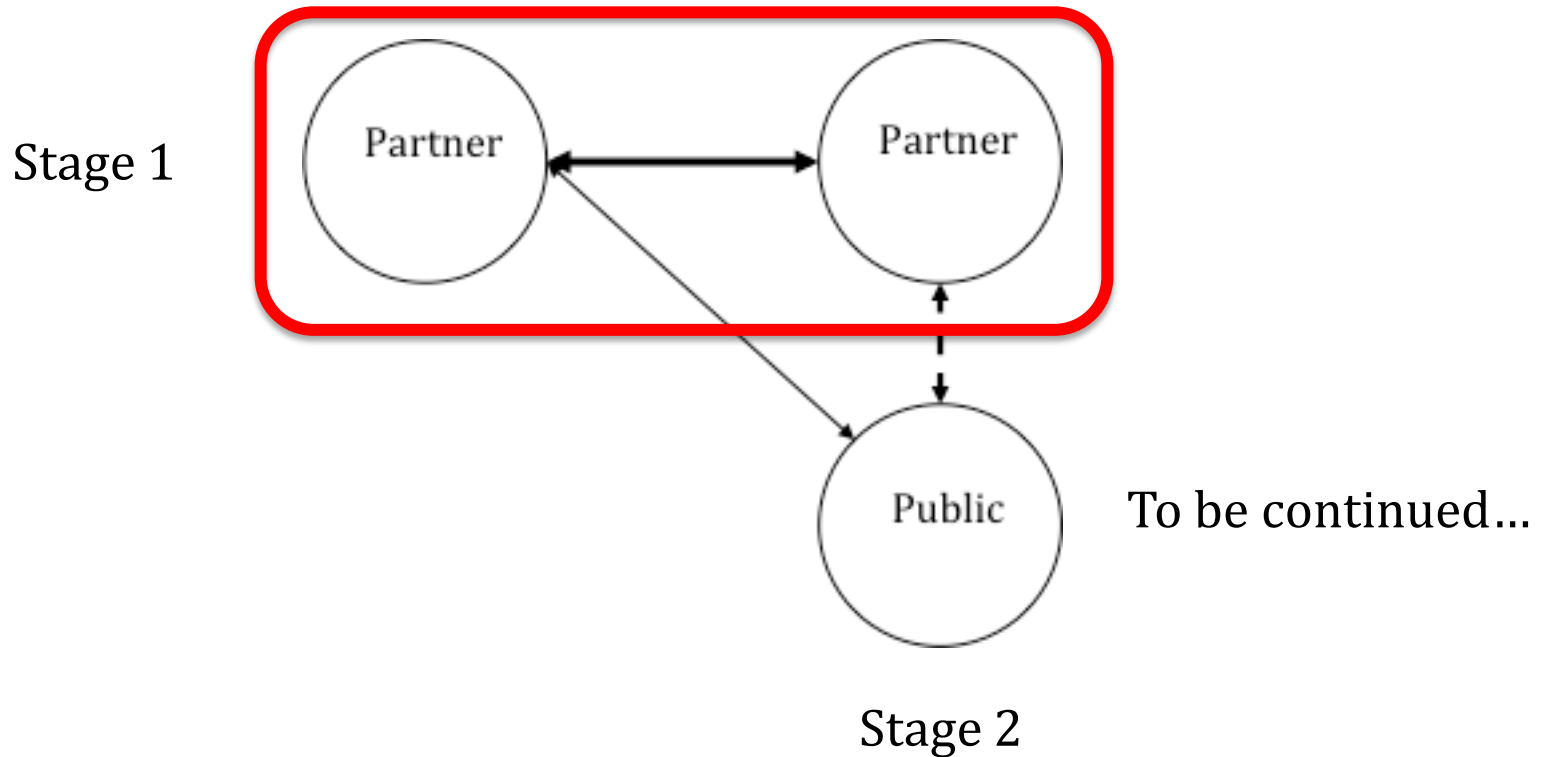 Partner
Partner
Stage 1
Public
To be continued…
Stage 2